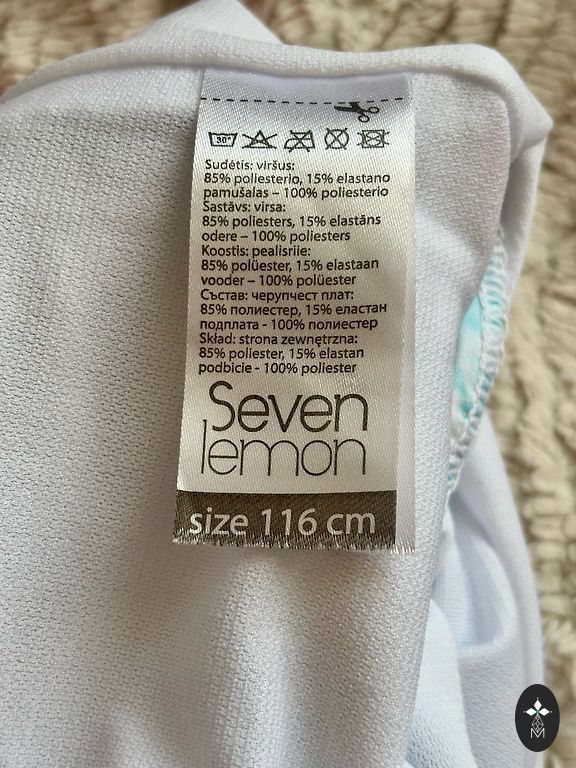 30°
Sudėtis: viršus:
85% poliesterio, 15% elastano
pamušalas – 100% poliesterio
Sastāvs: virsa:
85% poliesters, 15% elastāns
odere – 100% poliesters
Koostis: pealisriie:
85% polüester, 15% elastaan
vooder – 100% polüester
Състав: черупчест плат:
85% полиестер, 15% еластан
подплата - 100% полиестер
Skład: strona zewnętrzna:
85% poliester, 15% elastan
podbicie - 100% poliester
Seven
lemon
size 116 cm
M